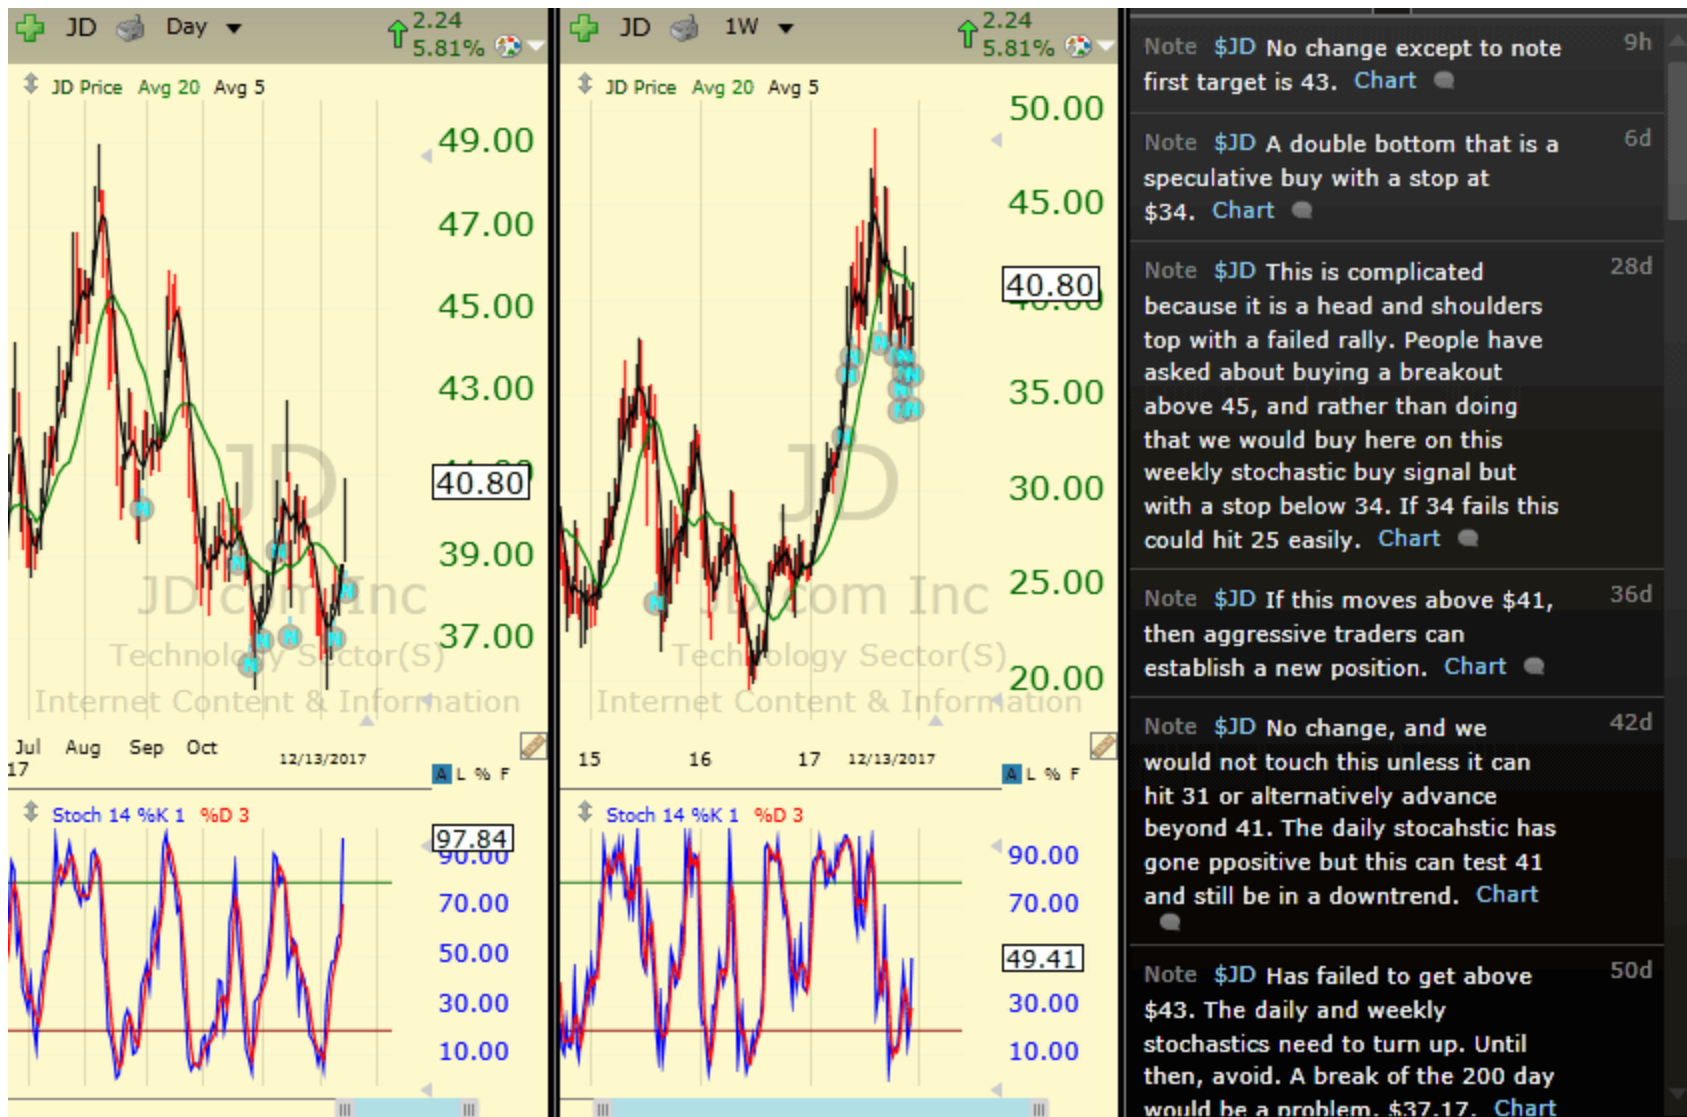 JD Day 2.24
5.81%
JD Price Avg 20 Avg 5
49.00
47.00
45.00
43.00
40.80
39.00
37.00
JD
JD.com Inc
Technology Sector(S)
Internet Content & Information
Jul Aug Sep Oct
17
12/13/2017
A L % F
Stoch 14 %K 1 %D 3
97.84
90.00
70.00
50.00
30.00
10.00
JD 1W 2.24
5.81%
JD Price Avg 20 Avg 5
50.00
45.00
40.80
40.00
35.00
30.00
25.00
20.00
JD
JD.com Inc
Technology Sector(S)
Internet Content & Information
15 16 17 12/13/2017
A L % F
Stoch 14 %K 1 %D 3
90.00
70.00
49.41
30.00
10.00
Note $JD No change except to note 9h
first target is 43. Chart
Note $JD A double bottom that is a 6d
speculative buy with a stop at
$34. Chart
Note $JD This is complicated 28d
because it is a head and shoulders
top with a failed rally. People have
asked about buying a breakout
above 45, and rather than doing
that we would buy here on this
weekly stochastic buy signal but
with a stop below 34. If 34 fails this
could hit 25 easily. Chart
Note $JD If this moves above $41, 36d
then aggressive traders can
establish a new position. Chart
Note $JD No change, and we 42d
would not touch this unless it can
hit 31 or alternatively advance
beyond 41. The daily stocahstic has
gone ppositive but this can test 41
and still be in a downtrend. Chart
Note $JD Has failed to get above 50d
$43. The daily and weekly
stochastics need to turn up. Until
then, avoid. A break of the 200 day
would be a problem. $37.17. Chart